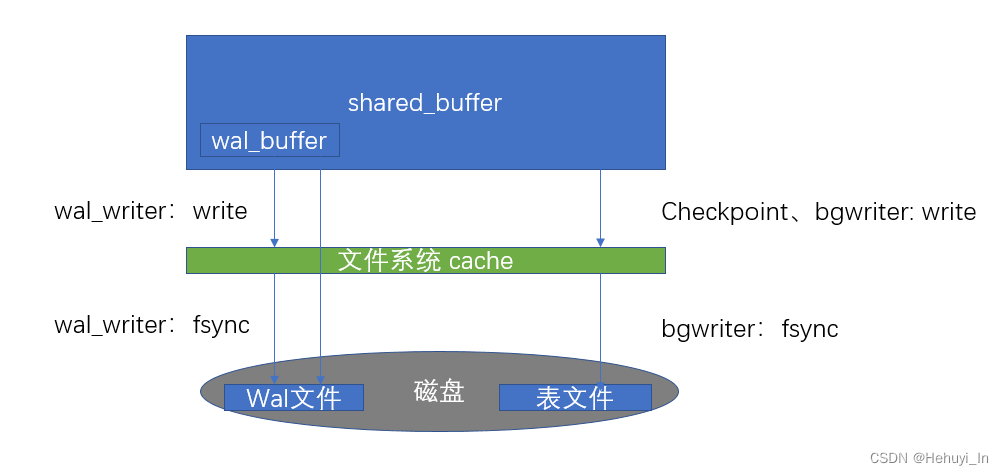 shared_buffer
wal_buffer
wal_writer： write
Checkpoint、bgwriter: write
文件系统 cache
wal_writer： fsync
bgwriter： fsync
Wal文件
磁盘
表文件
CSDN @Hehuyi_In